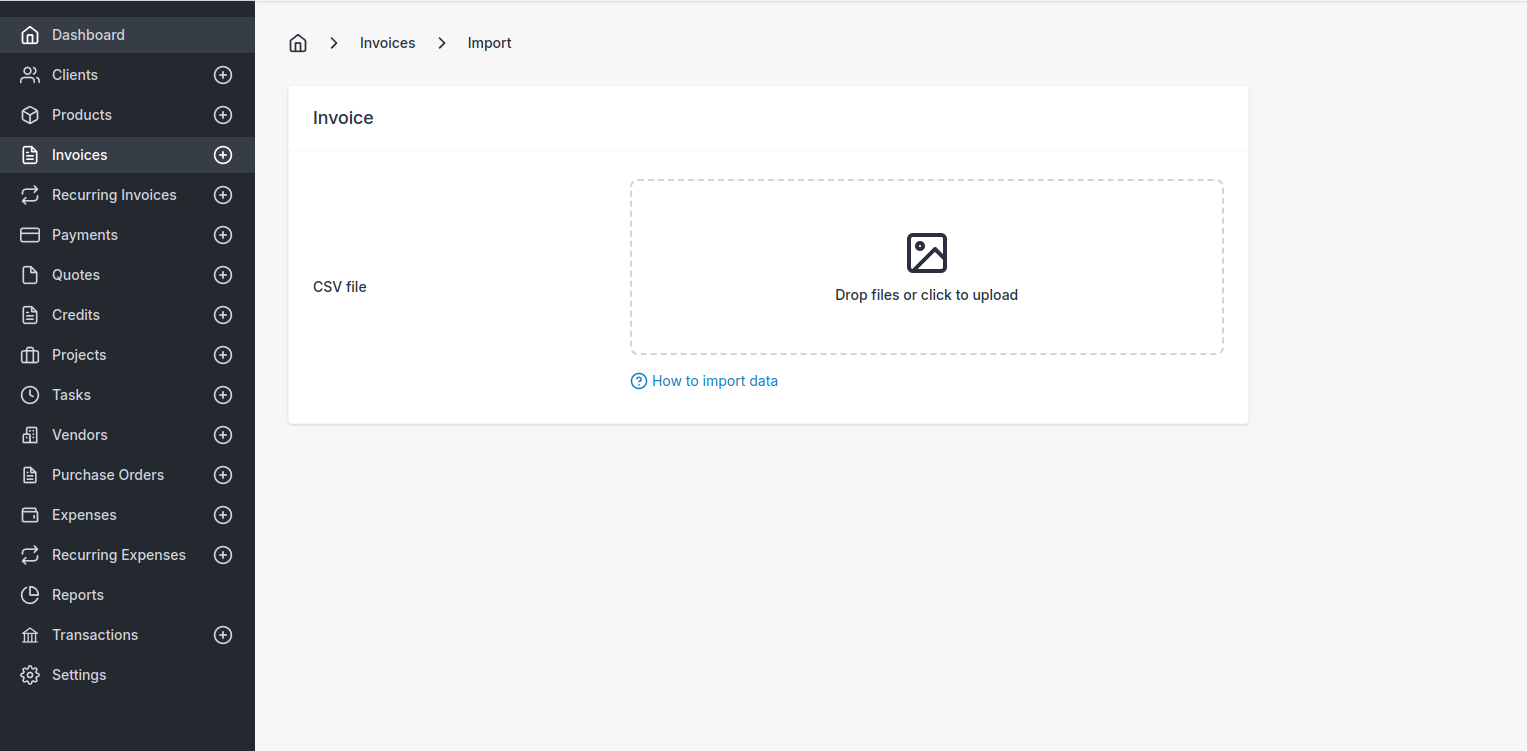 Dashboard
Clients
Products
Invoices
Recurring Invoices
Payments
Quotes
Credits
Projects
Tasks
Vendors
Purchase Orders
Expenses
Recurring Expenses
Reports
Transactions
Settings
Invoices Import
Invoice
CSV file
Drop files or click to upload
How to import data